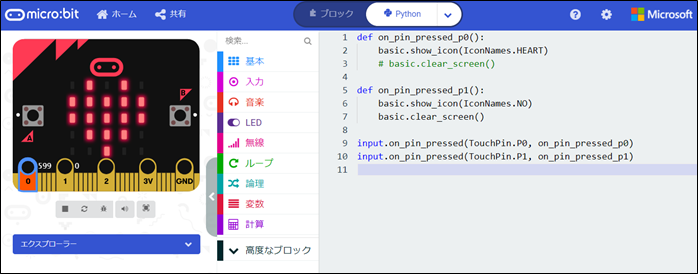 micro:bit ホーム 共有 ブロック Python Microsoft
検索...
基本
入力
音楽
LED
無線
ループ
論理
変数
計算
高度なブロック
B
A
599 0
0 1 2 3V GND
エクスプローラー
1 def on_pin_pressed_p0():
2 basic.show_icon(IconNames.HEART)
3 # basic.clear_screen()
4
5 def on_pin_pressed_p1():
6 basic.show_icon(IconNames.NO)
7 basic.clear_screen()
8
9 input.on_pin_pressed(TouchPin.P0, on_pin_pressed_p0)
10 input.on_pin_pressed(TouchPin.P1, on_pin_pressed_p1)
11